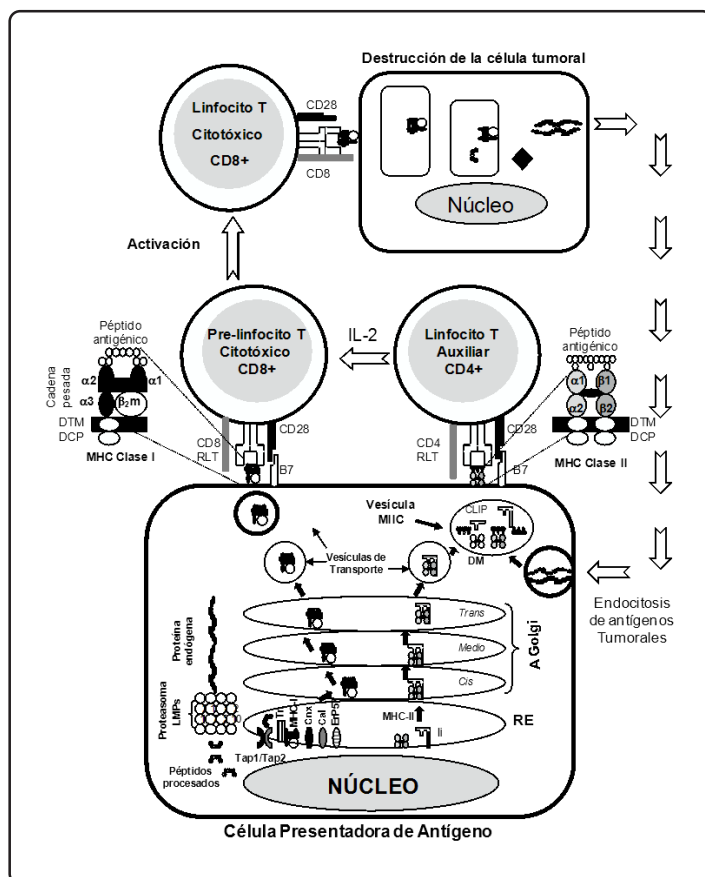 Destrucción de la célula tumoral
Linfocito T
Citotóxico
CD8+
CD28
CD8
Núcleo
Activación
Pre-linfocito T
Citotóxico
CD8+
IL-2
Linfocito T
Auxiliar
CD4+
Péptido
antigénico
Cadena
pesada
α2
α1
α3
β2m
DTM
DCP
MHC Clase I
CD8
RLT
CD28
B7
CD4
RLT
CD28
B7
Péptido
antigénico
α1
β1
α2
β2
DTM
DCP
MHC Clase II
Vesícula
MIIC
CLIP
DM
Vesículas de
Transporte
Endocitosis
de antígenos
Tumorales
Trans
Medio
Cis
A Golgi
Proteína
endógena
Proteasoma
LMPs
Péptidos
procesados
Tap1/Tap2
MHC-I
Cnx
Cal
MHC-II
Ii
RE
NÚCLEO
Célula Presentadora de Antígeno